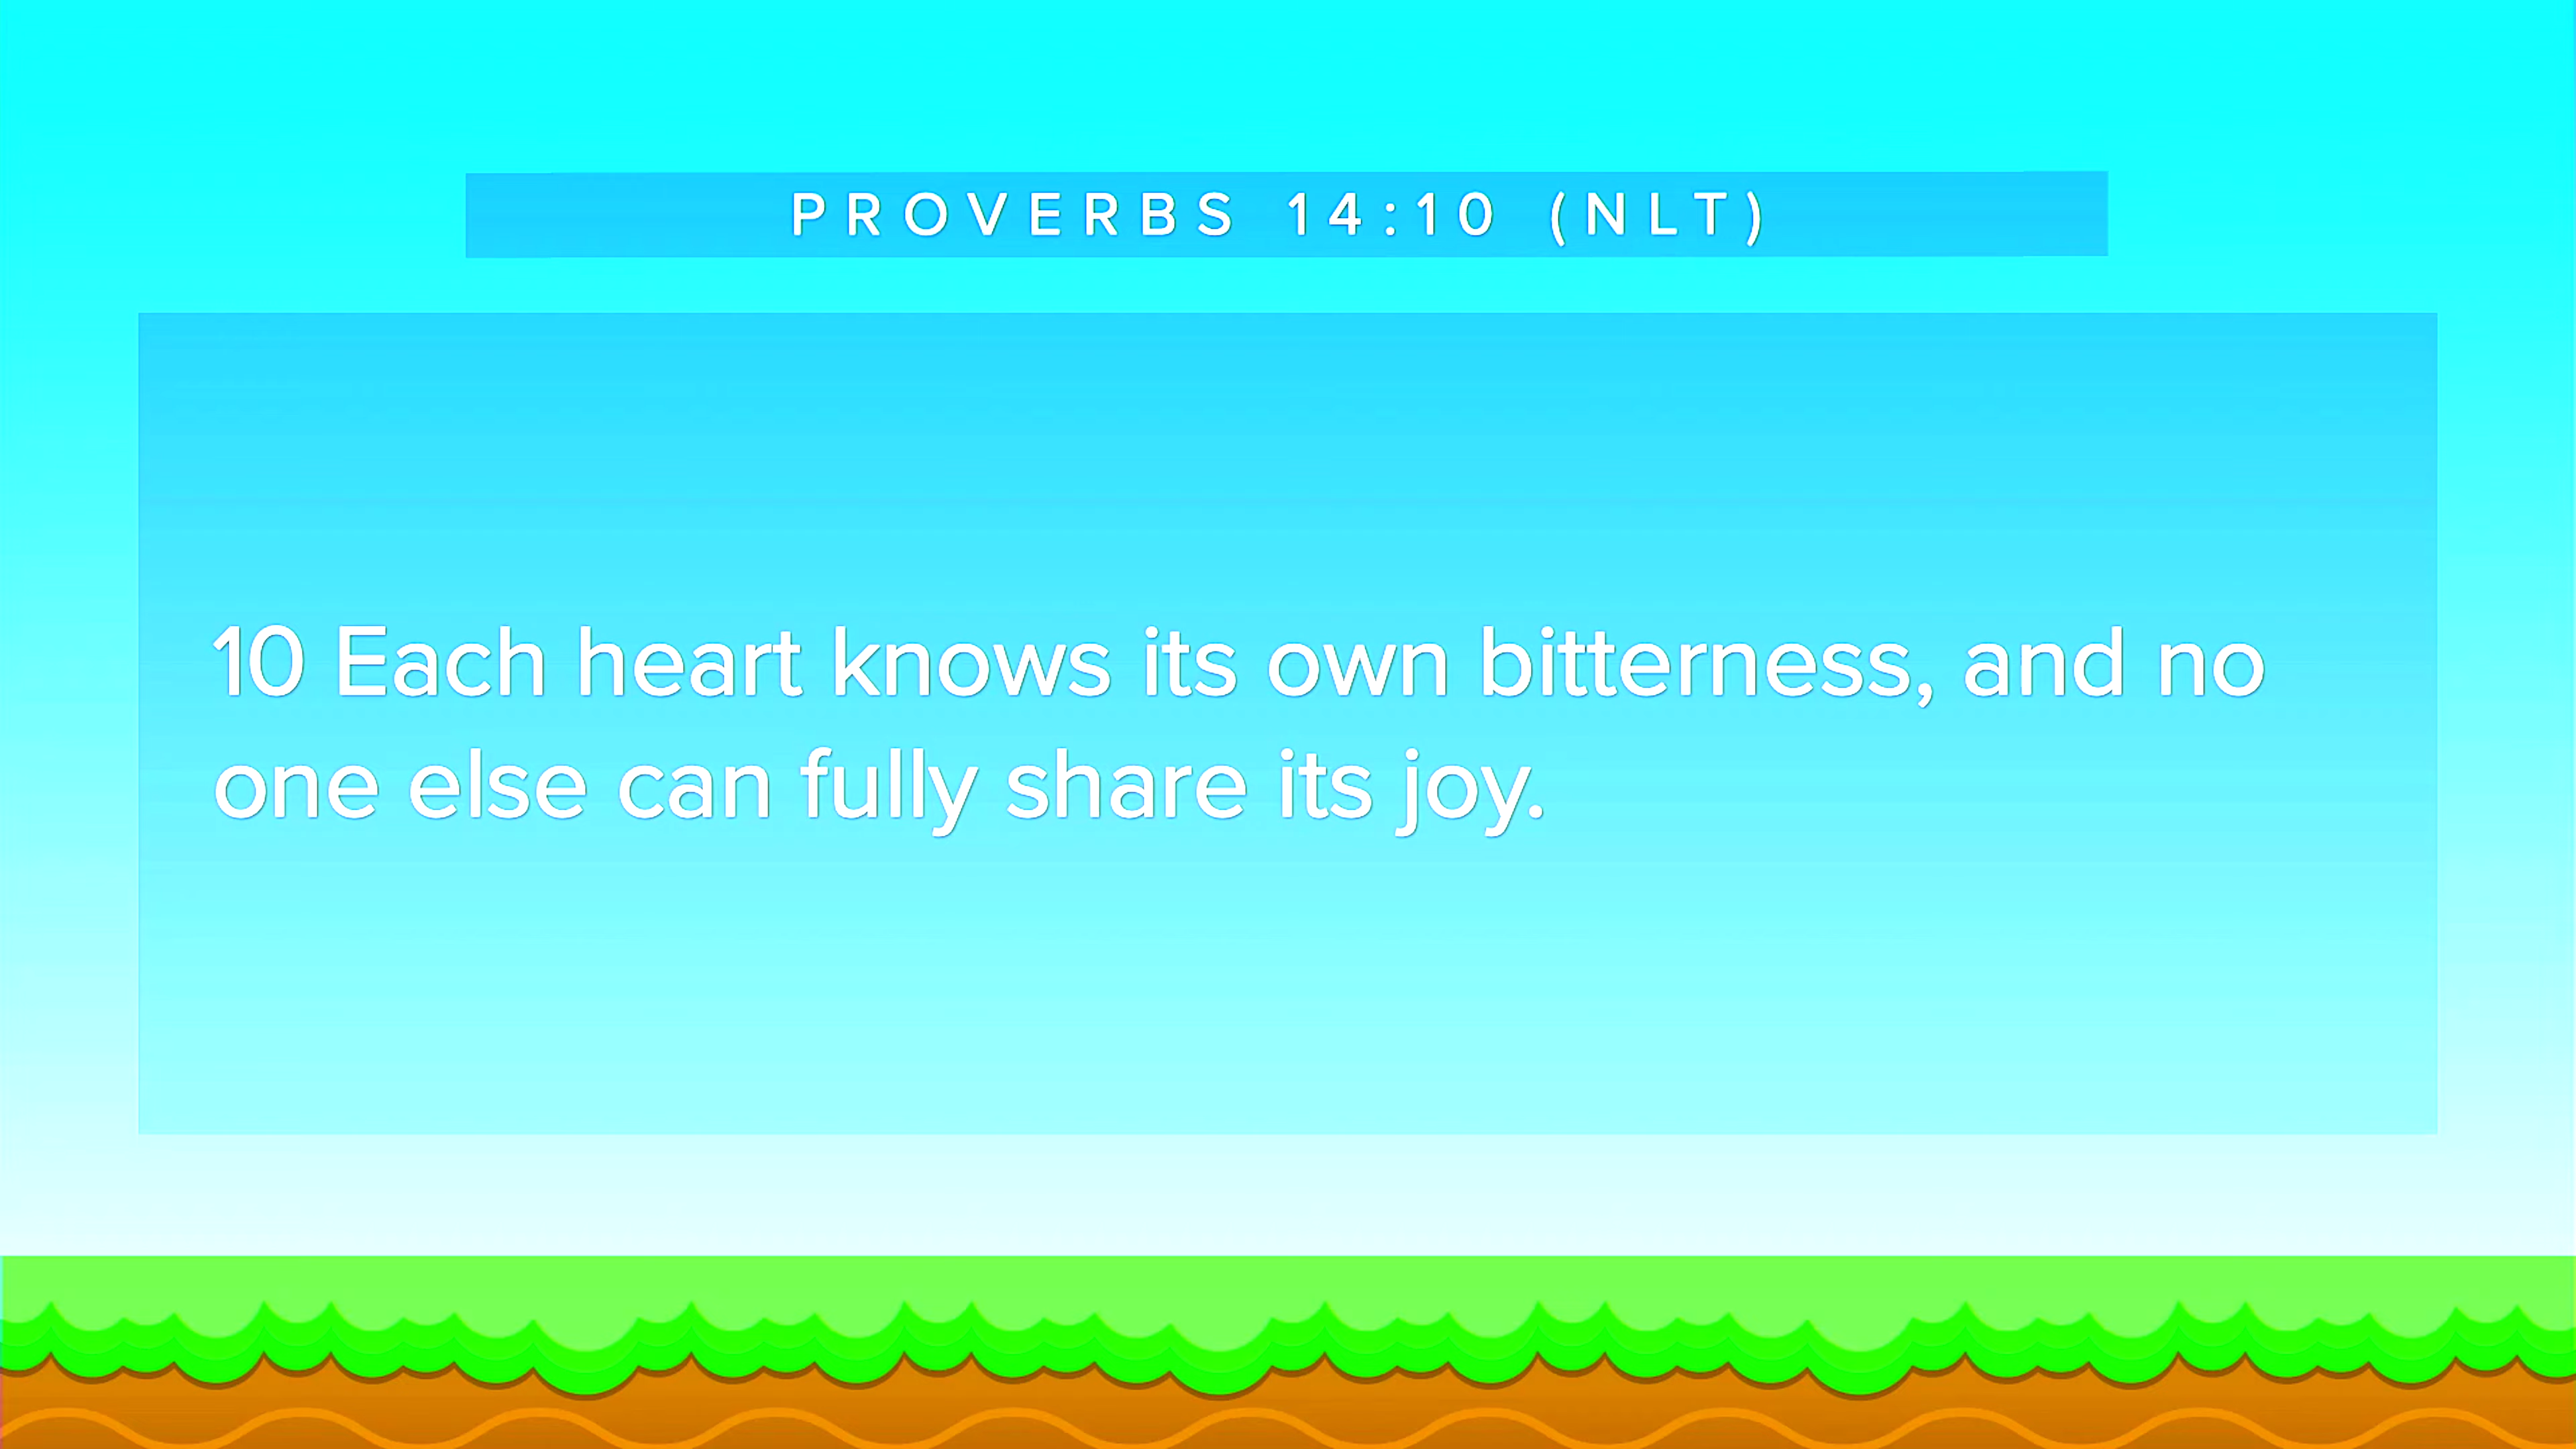 PROVERBS 14:10 (NLT)
10 Each heart knows its own bitterness, and no
one else can fully share its joy.